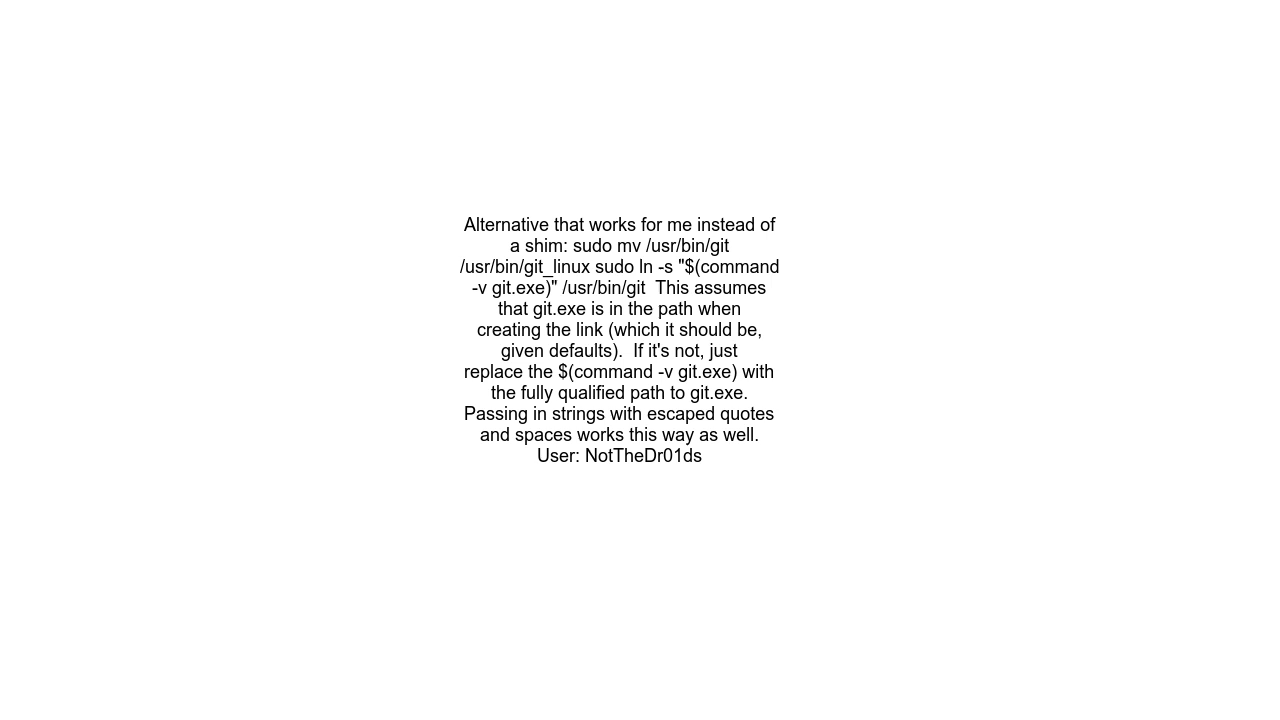 Alternative that works for me instead of
a shim: sudo mv /usr/bin/git
/usr/bin/git_linux sudo ln -s "$(command
-v git.exe)" /usr/bin/git  This assumes
that git.exe is in the path when
creating the link (which it should be,
given defaults).  If it's not, just
replace the $(command -v git.exe) with
the fully qualified path to git.exe.
Passing in strings with escaped quotes
and spaces works this way as well.
User: NotTheDr01ds